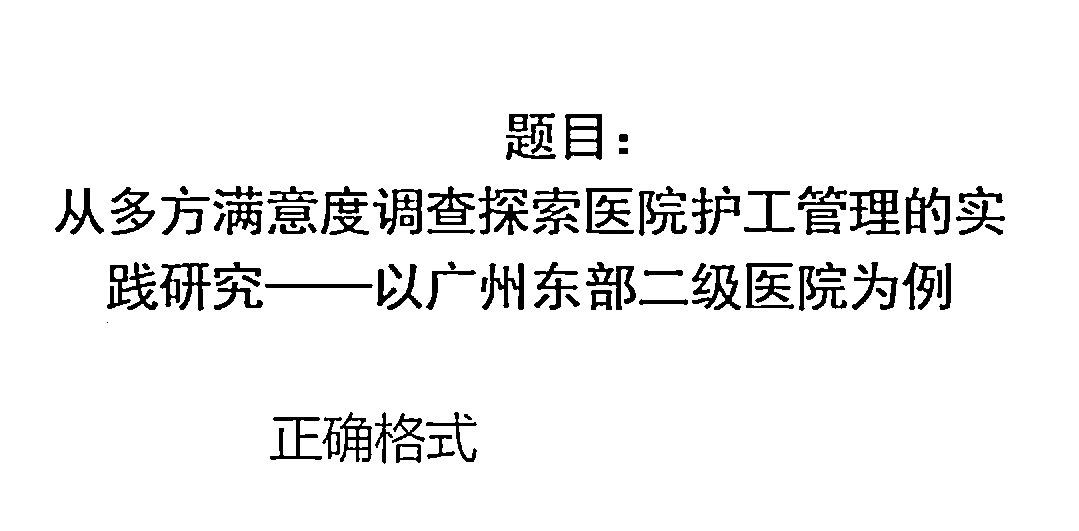 题目：
从多方满意度调查探索医院护工管理的实
践研究——以广州东部二级医院为例
正确格式